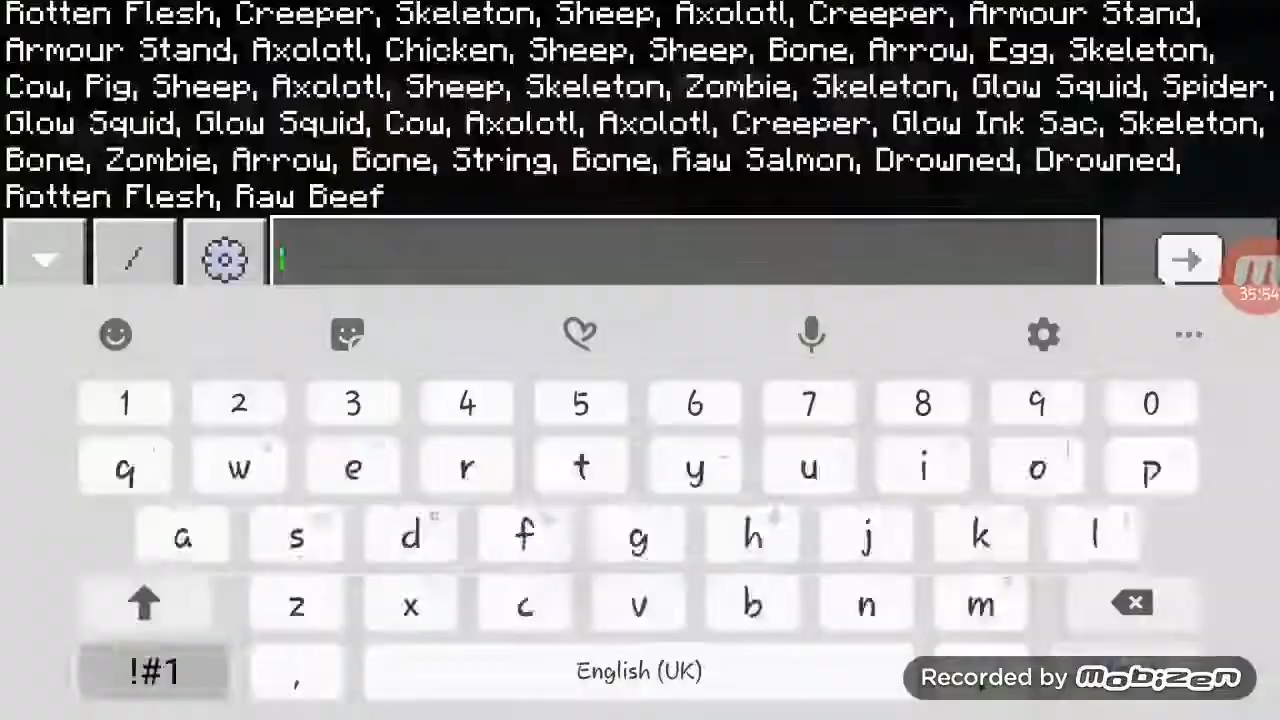 Rotten Flesh, Creeper, Skeleton, Sheep, Axolotl, Creeper, Armour Stand,
Armour Stand, Axolotl, Chicken, Sheep, Sheep, Bone, Arrow, Egg, Skeleton,
Cow, Pig, Sheep, Axolotl, Sheep, Skeleton, Zombie, Skeleton, Glow Squid, Spider,
Glow Squid, Glow Squid, Cow, Axolotl, Axolotl, Creeper, Glow Ink Sac, Skeleton,
Bone, Zombie, Arrow, Bone, String, Bone, Raw Salmon, Drowned, Drowned,
Rotten Flesh, Raw Beef
/
35:54
1 2 3 4 5 6 7 8 9 0
q w e r t y u i o p
a s d f g h j k l
z x c v b n m
!#1 , English (UK)
Recorded by mobizen